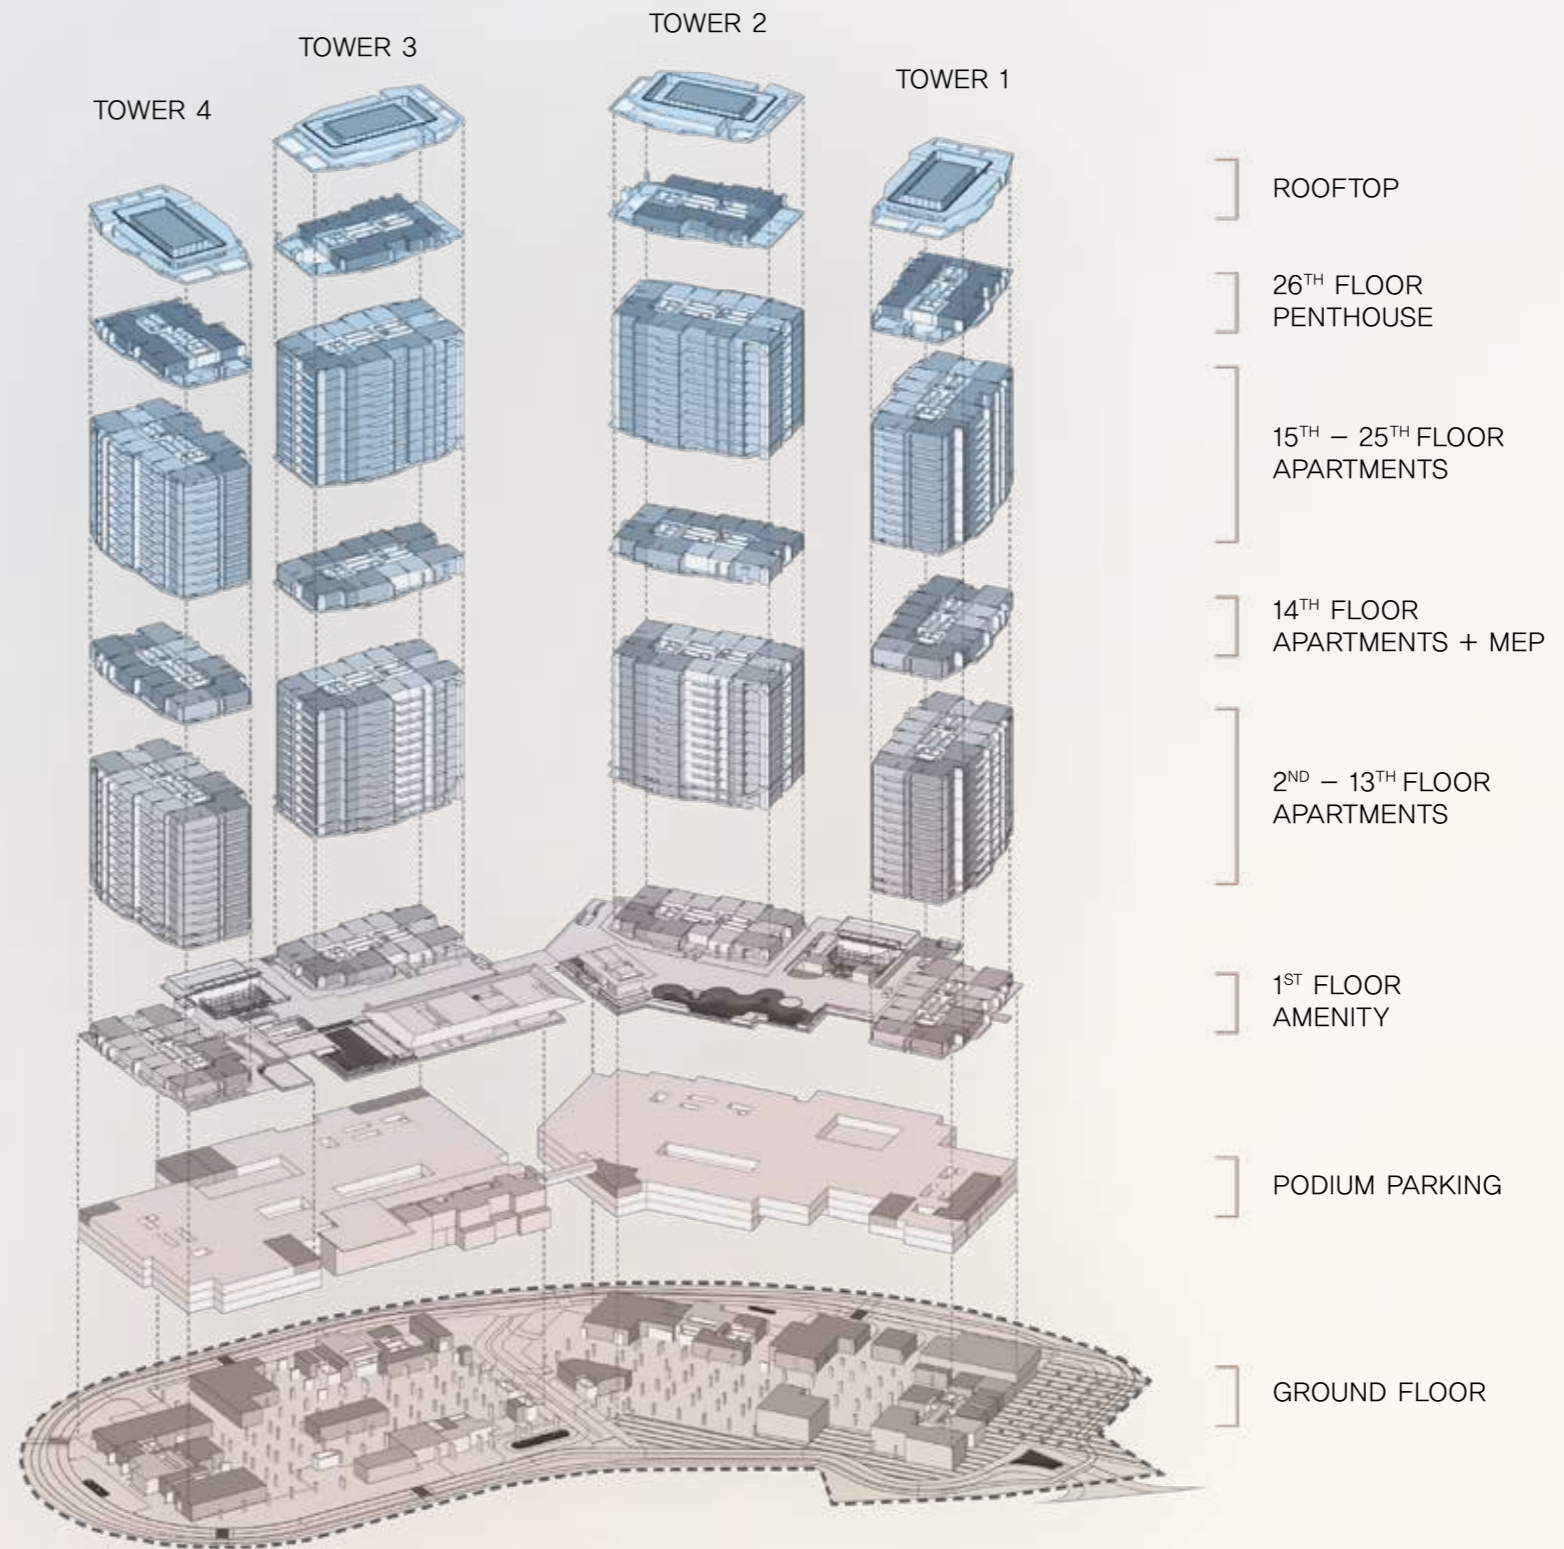 TOWER 2
TOWER 3
TOWER 1
TOWER 4
ROOFTOP
26TH FLOOR
PENTHOUSE
15TH – 25TH FLOOR
APARTMENTS
14TH FLOOR
APARTMENTS + MEP
2ND – 13TH FLOOR
APARTMENTS
1ST FLOOR
AMENITY
PODIUM PARKING
GROUND FLOOR